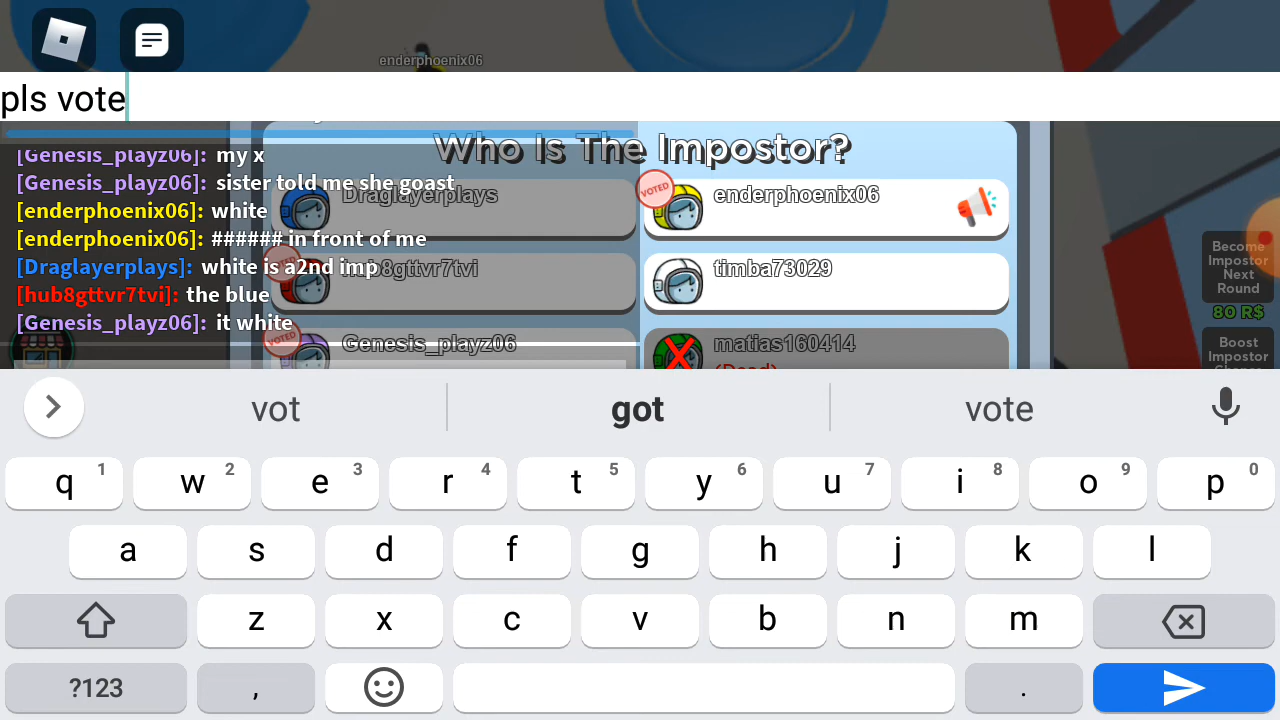 enderphoenix06
pls vote
Who Is The Impostor?
[Genesis_playz06]: my x
[Genesis_playz06]: sister told me she goast
[enderphoenix06]: white
[enderphoenix06]: ###### in front of me
[Draglayerplays]: white is a2nd imp
[hub8gttvr7tvi]: the blue
[Genesis_playz06]: it white
Draglayerplays
hub8gttvr7tvi
VOTED
Genesis_playz06
VOTED
enderphoenix06
timba73029
matias160414
(Dead)
Become
Impostor
Next
Round
80 R$
Boost
Impostor
vot got vote
q 1 w 2 e 3 r 4 t 5 y 6 u 7 i 8 o 9 p 0
a s d f g h j k l
z x c v b n m
?123 , .